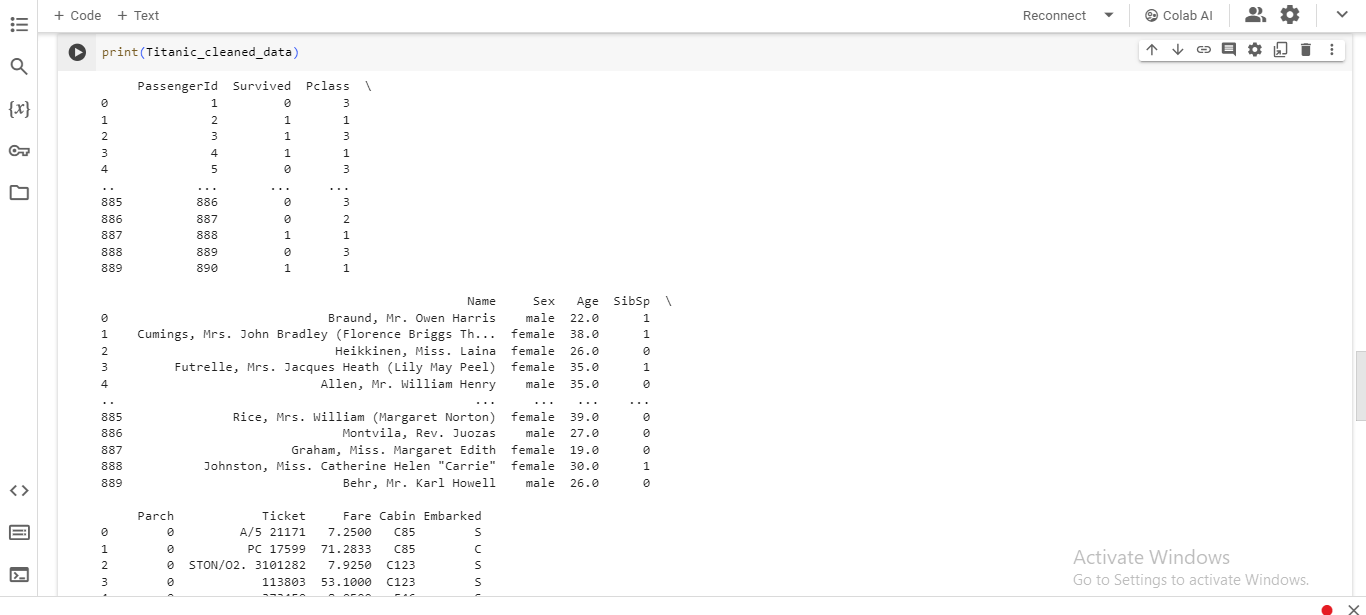 + Code + Text Reconnect Colab AI
print(Titanic_cleaned_data)
PassengerId Survived Pclass \
0 1 0 3
1 2 1 1
2 3 1 3
3 4 1 1
4 5 0 3
.. ... ... ...
885 886 0 3
886 887 0 2
887 888 1 1
888 889 0 3
889 890 1 1
Name Sex Age SibSp \
0 Braund, Mr. Owen Harris male 22.0 1
1 Cumings, Mrs. John Bradley (Florence Briggs Th... female 38.0 1
2 Heikkinen, Miss. Laina female 26.0 0
3 Futrelle, Mrs. Jacques Heath (Lily May Peel) female 35.0 1
4 Allen, Mr. William Henry male 35.0 0
.. ... ... ... ...
885 Rice, Mrs. William (Margaret Norton) female 39.0 0
886 Montvila, Rev. Juozas male 27.0 0
887 Graham, Miss. Margaret Edith female 19.0 0
888 Johnston, Miss. Catherine Helen "Carrie" female 30.0 1
889 Behr, Mr. Karl Howell male 26.0 0
Parch Ticket Fare Cabin Embarked
0 0 A/5 21171 7.2500 C85 S
1 0 PC 17599 71.2833 C85 C
2 0 STON/O2. 3101282 7.9250 C123 S
3 0 113803 53.1000 C123 S
Activate Windows
Go to Settings to activate Windows.